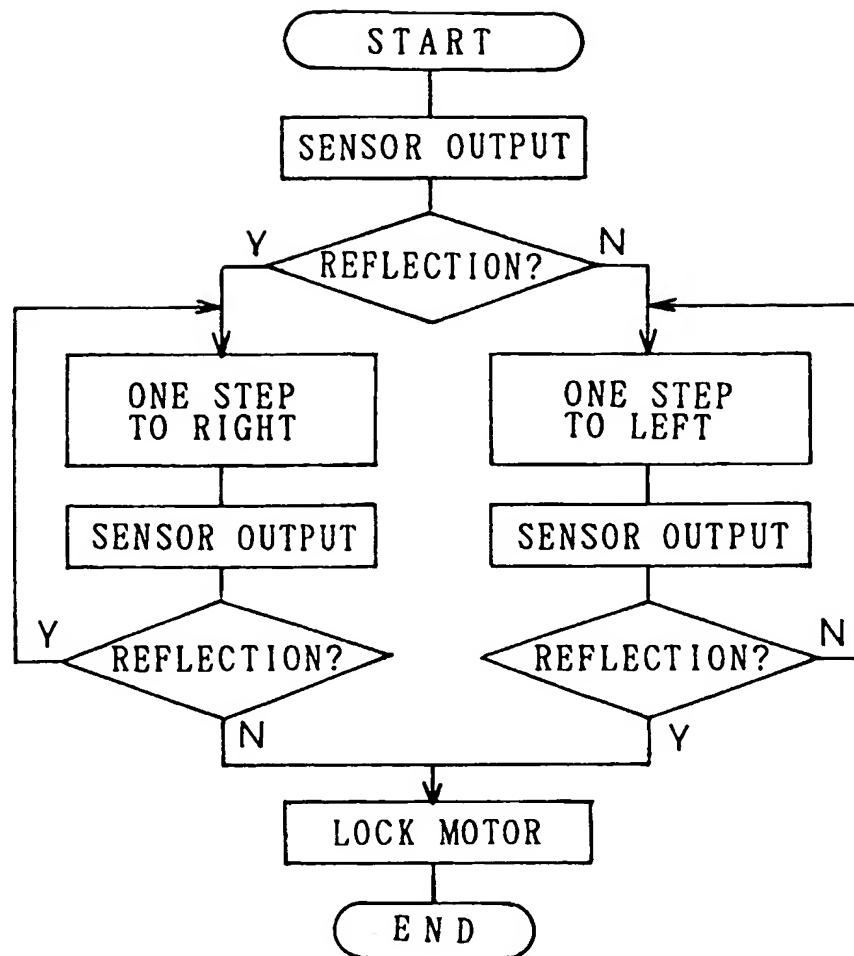 START
SENSOR OUTPUT
Y
REFLECTION?
N
ONE STEP
TO RIGHT
ONE STEP
TO LEFT
SENSOR OUTPUT
SENSOR OUTPUT
Y
REFLECTION?
N
REFLECTION?
N
Y
LOCK MOTOR
END